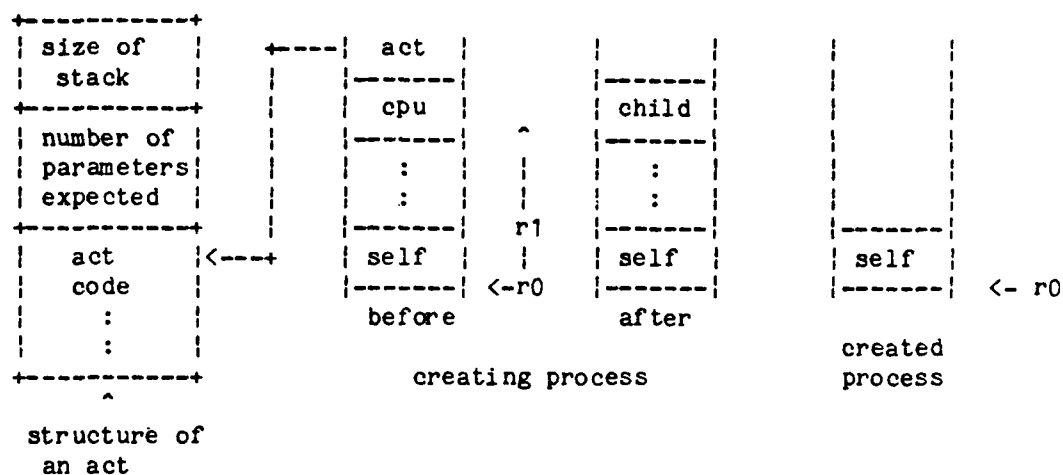 size of
stack
number of
parameters
expected
act
code
:
:
structure of
an act
act
cpu
:
:
self
<-r0
before
r1
child
:
:
self
after
creating process
self
<- r0
created
process